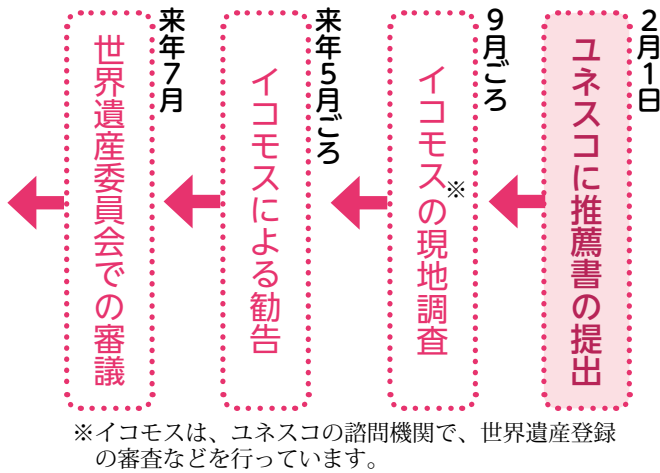 2月1日
ユネスコに推薦書の提出
9月ごろ
イコモス※の現地調査
来年5月ごろ
イコモスによる勧告
来年7月
世界遺産委員会での審議
※イコモスは、ユネスコの諮問機関で、世界遺産登録
の審査などを行っています。